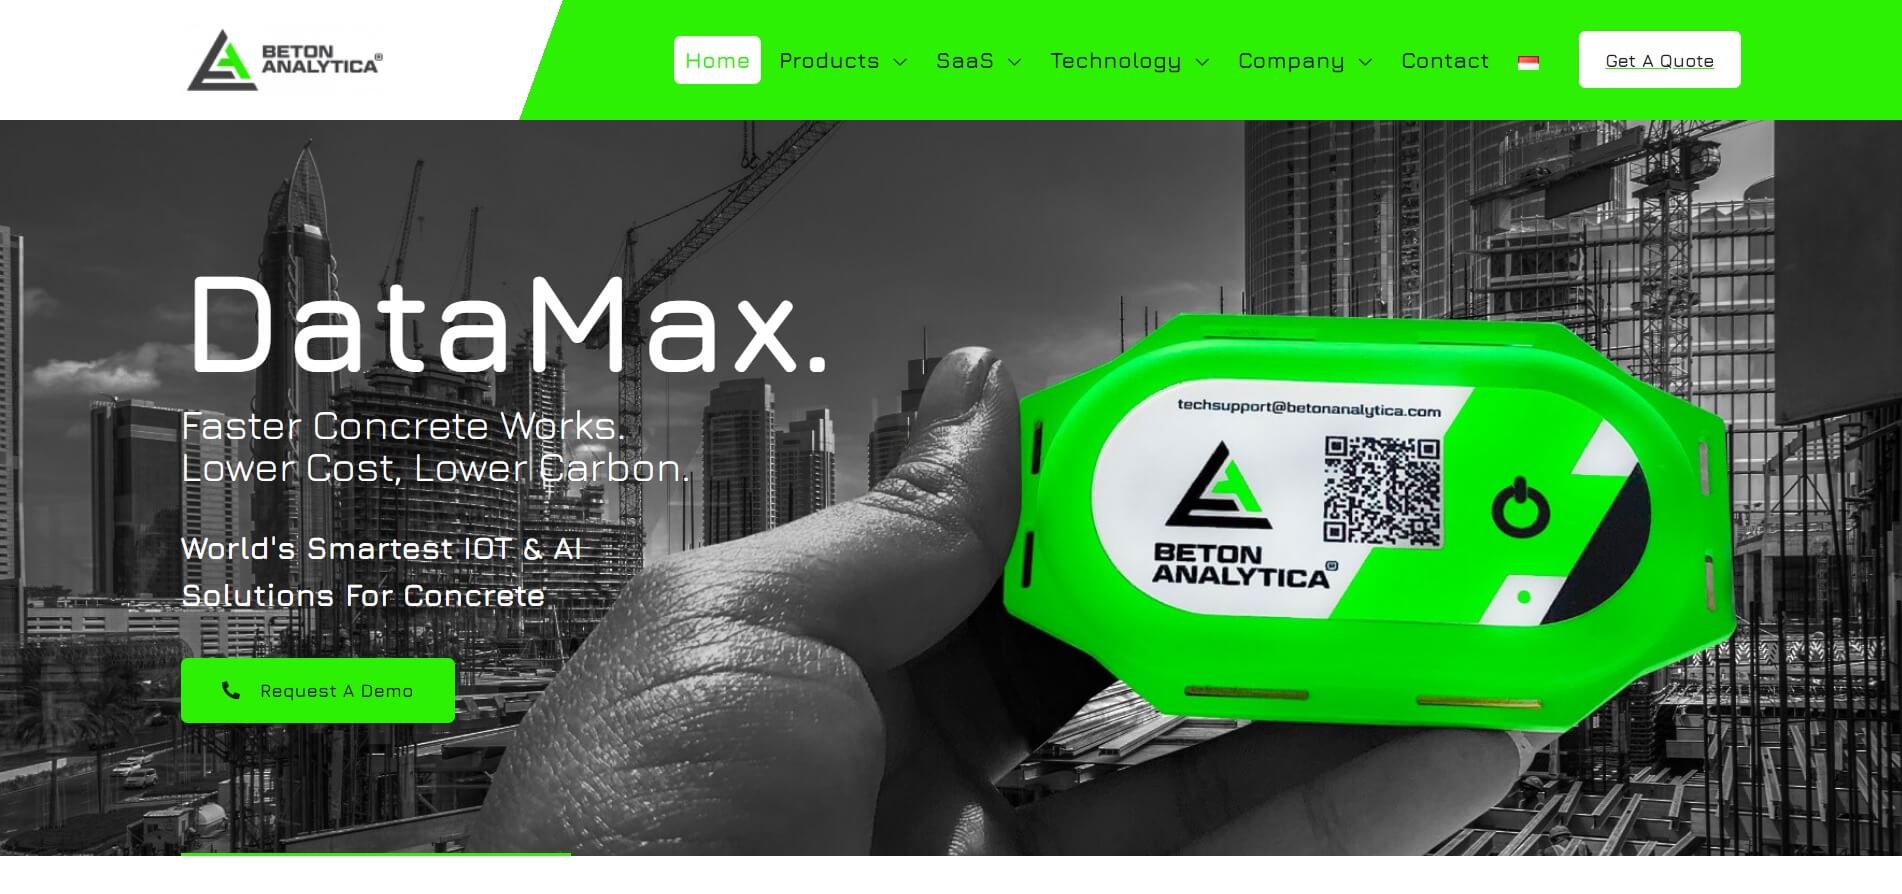 BETON
ANALYTICA®
Home
Products
SaaS
Technology
Company
Contact
Get A Quote
DataMax.
Faster Concrete Works.
Lower Cost, Lower Carbon.
World's Smartest IOT & AI
Solutions For Concrete
Request A Demo
techsupport@betonanalytica.com
BETON
ANALYTICA®